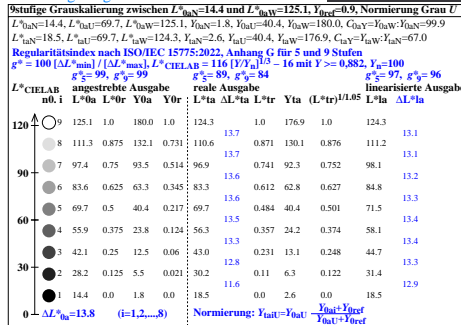 9stufige Grauskalierung zwischen L*0aN=14.4 und L*0aW=125.1, Y0ref=0.9, Normierung Grau U
L*0aN=14.4, L*0aU=69.7, L*0aW=125.1, Y0aN=1.8, Y0aU=40.4, Y0aW=180.0, C0aY=Y0aW:Y0aN=99.9
L*taN=18.5, L*taU=69.7, L*taW=124.3, YtaN=2.6, YtaU=40.4, YtaW=176.9, CtaY=YtaW:YtaN=67.0
Regularitätsindex nach ISO/IEC 15775:2022, Anhang G für 5 und 9 Stufen
g* = 100 [ΔL*min] / [ΔL*max], L*CIELAB = 116 [Y/Yn]^1/3 − 16 mit Y >= 0,882, Yn=100
g*5= 99, g*9= 99 g*5= 89, g*9= 84 g*5= 97, g*9= 96
L*CIELAB angestrebte Ausgabe reale Ausgabe linearisierte Ausgabe
n0. i L*0a L*0r Y0a Y0r L*ta ΔL*ta L*tr Yta (L*tr)^1/1.05 L*la ΔL*la
120 9 125.1 1.0 180.0 1.0 124.3 1.0 176.9 1.0 124.3
13.7 13.1
8 111.3 0.875 132.1 0.731 110.6 0.871 130.1 0.876 111.2
13.7 13.1
90 7 97.4 0.75 93.5 0.514 96.9 0.741 92.3 0.752 98.1
13.6 13.2
6 83.6 0.625 63.3 0.345 83.3 0.612 62.8 0.627 84.8
13.6 13.3
60 5 69.7 0.5 40.4 0.217 69.7 0.484 40.4 0.501 71.5
13.5 13.4
4 55.9 0.375 23.8 0.124 56.3 0.357 24.2 0.374 58.1
13.3 13.4
30 3 42.1 0.25 12.5 0.06 43.0 0.231 13.1 0.248 44.7
12.8 13.3
2 28.2 0.125 5.5 0.021 30.2 0.11 6.3 0.122 31.4
11.6 12.9
1 14.4 0.0 1.8 0.0 18.5 0.0 2.6 0.0 18.5
0 ΔL*0a=13.8 (i=1,2,...,8) Normierung: YtaiU=Y0aU (Y0ai+Y0ref)/(Y0aU+Y0ref)